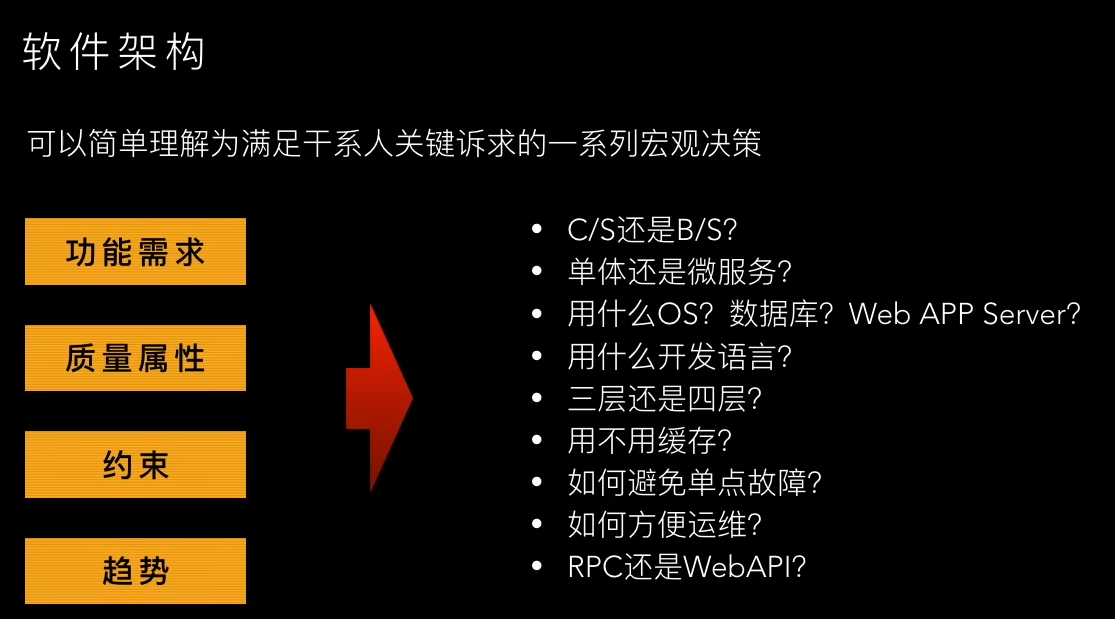 软件架构
可以简单理解为满足干系人关键诉求的一系列宏观决策
功能需求
质量属性
约束
趋势
• C/S还是B/S?
• 单体还是微服务?
• 用什么OS? 数据库? Web APP Server?
• 用什么开发语言?
• 三层还是四层?
• 用不用缓存?
• 如何避免单点故障?
• 如何方便运维?
• RPC还是WebAPI?